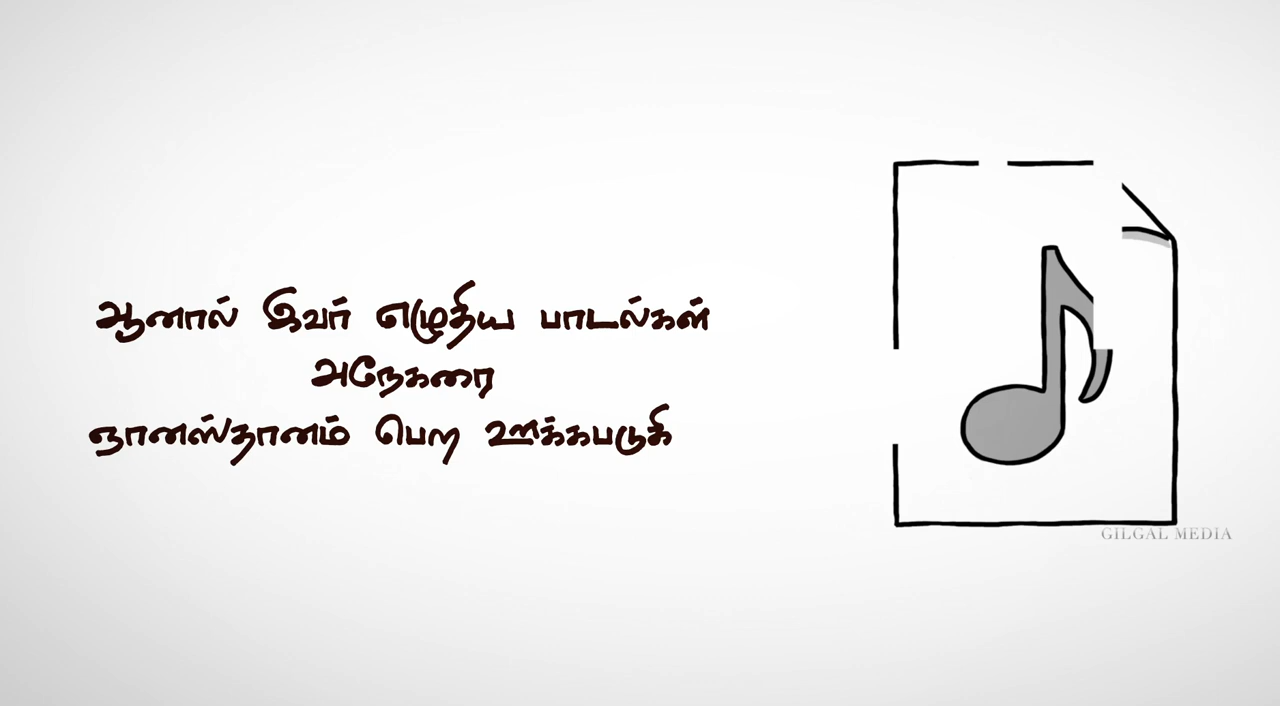 ஆனால் இவர் எழுதிய பாடல்கள்
அநேகரை
ஞானஸ்தானம் பெற ஊக்கபடுகி
GILGAL MEDIA